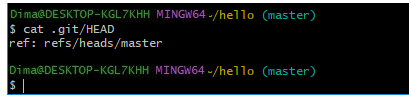 Dima@DESKTOP-KGL7KHH MINGW64 ~/hello (master)
$ cat .git/HEAD
ref: refs/heads/master
Dima@DESKTOP-KGL7KHH MINGW64 ~/hello (master)
$